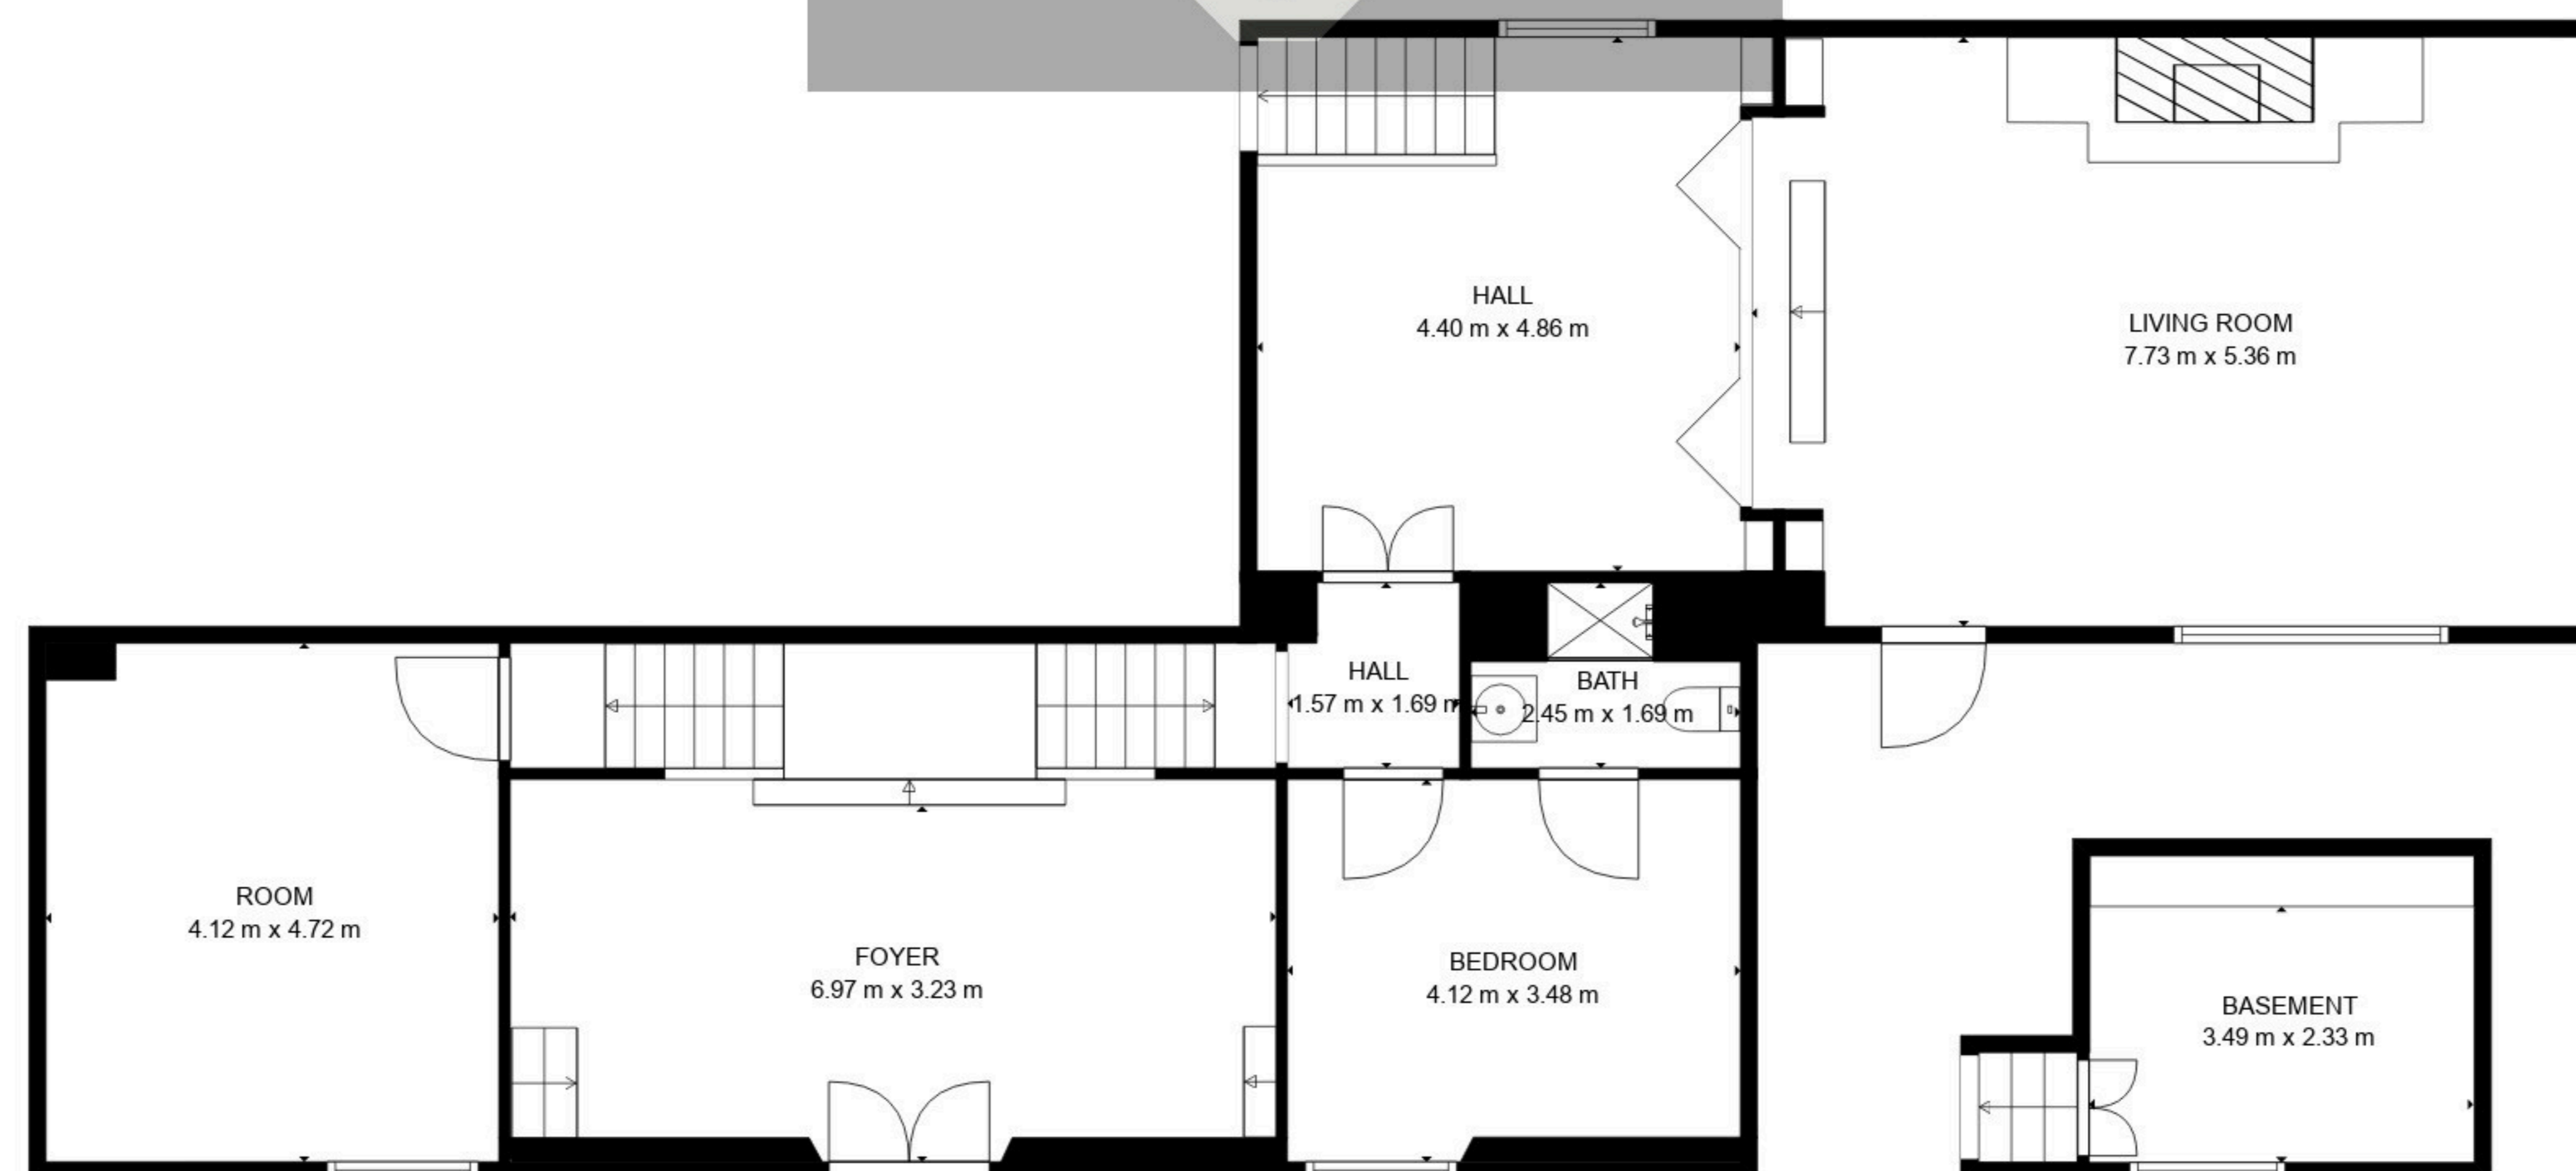 HALL
4.40 m x 4.86 m
LIVING ROOM
7.73 m x 5.36 m
HALL
1.57 m x 1.69 m
BATH
2.45 m x 1.69 m
ROOM
4.12 m x 4.72 m
FOYER
6.97 m x 3.23 m
BEDROOM
4.12 m x 3.48 m
BASEMENT
3.49 m x 2.33 m